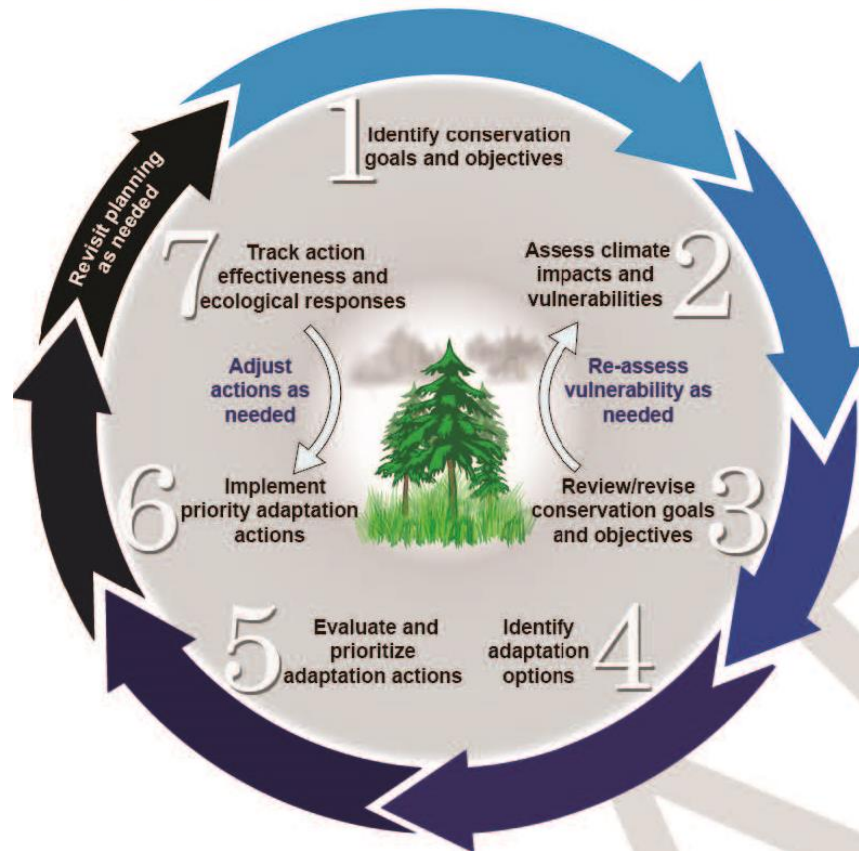 1
Identify conservation
goals and objectives
2
Assess climate
impacts and
vulnerabilities
Re-assess
vulnerability as
needed
3
Review/revise
conservation goals
and objectives
4
Identify
adaptation
options
5
Evaluate and
prioritize
adaptation actions
6
Implement
priority adaptation
actions
Adjust
actions as
needed
7
Track action
effectiveness and
ecological responses
Revisit planning
as needed